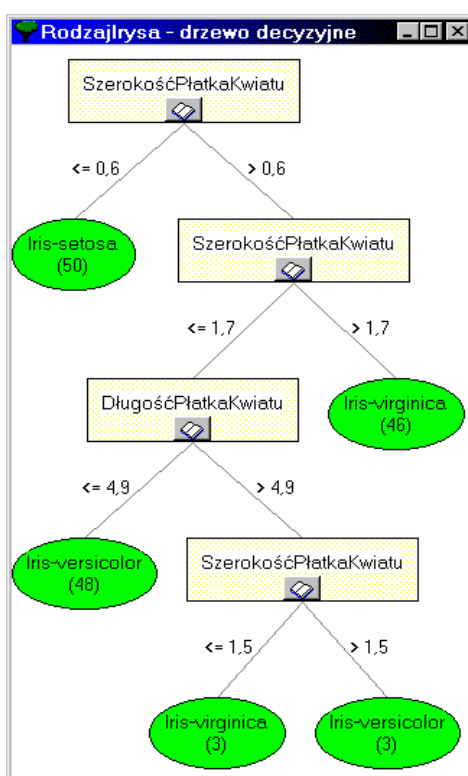 RodzajIrysa - drzewo decyzyjne
SzerokośćPłatkaKwiatu
<= 0,6
> 0,6
Iris-setosa
(50)
SzerokośćPłatkaKwiatu
<= 1,7
> 1,7
DługośćPłatkaKwiatu
Iris-virginica
(46)
<= 4,9
> 4,9
Iris-versicolor
(48)
SzerokośćPłatkaKwiatu
<= 1,5
> 1,5
Iris-virginica
(3)
Iris-versicolor
(3)